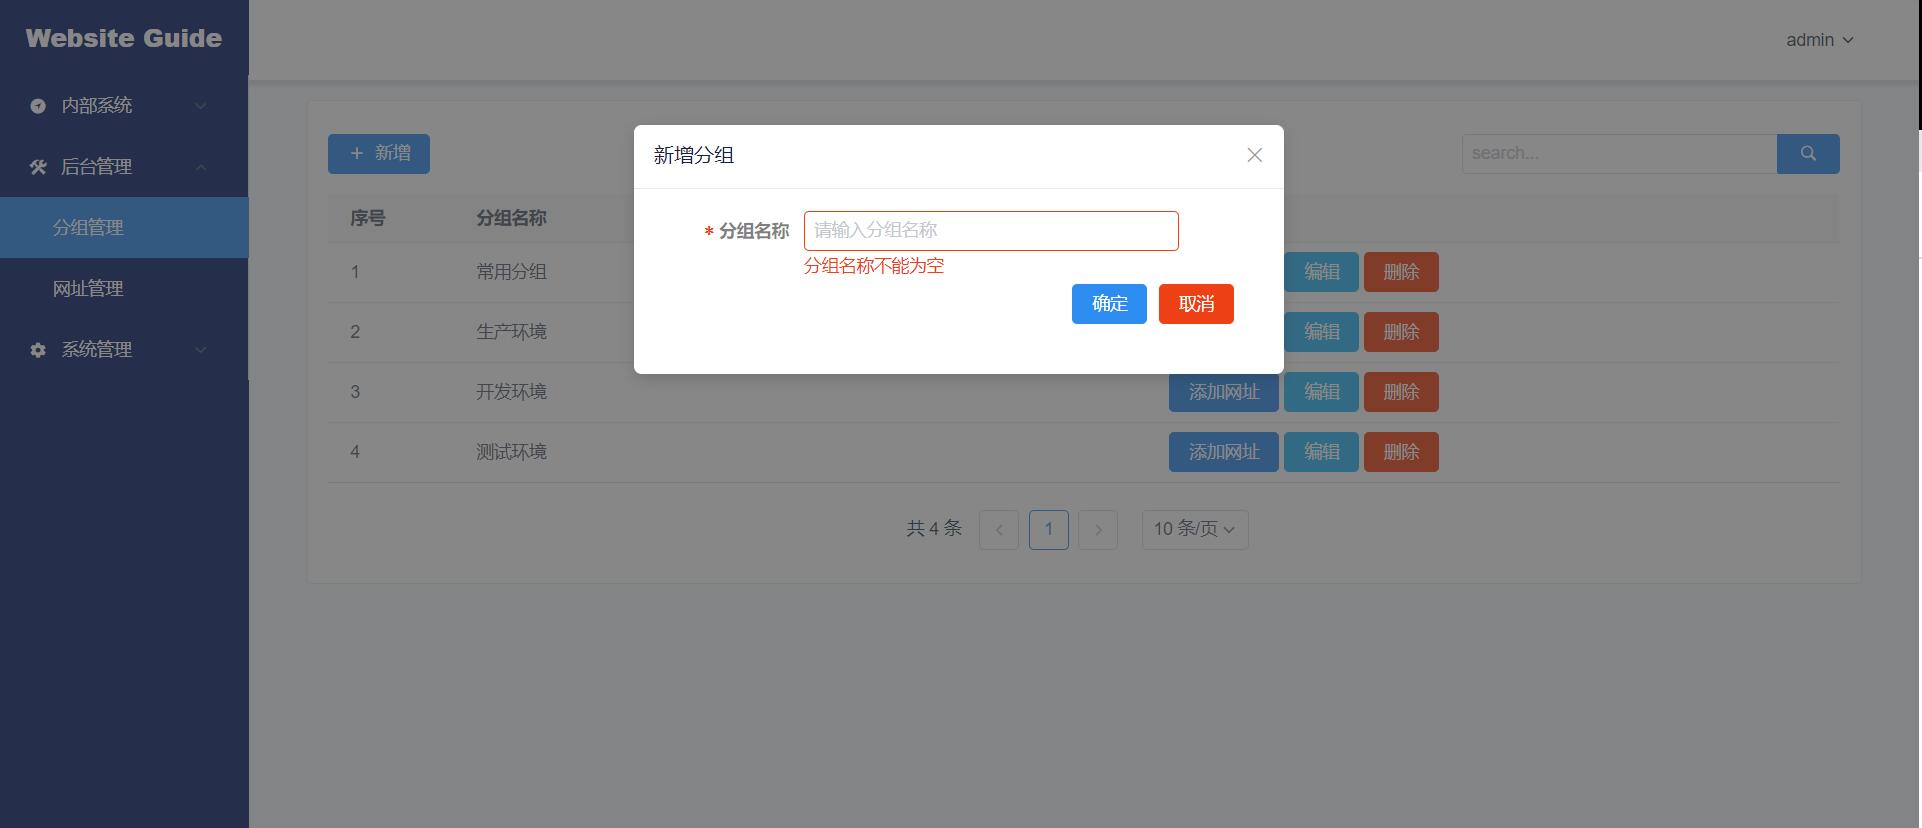 Website Guide
admin
内部系统
后台管理
分组管理
网址管理
系统管理
新增
search...
序号 分组名称
1 常用分组 编辑 删除
2 生产环境 编辑 删除
3 开发环境 添加网址 编辑 删除
4 测试环境 添加网址 编辑 删除
共 4 条 1 10 条/页
新增分组
* 分组名称 请输入分组名称
分组名称不能为空
确定 取消